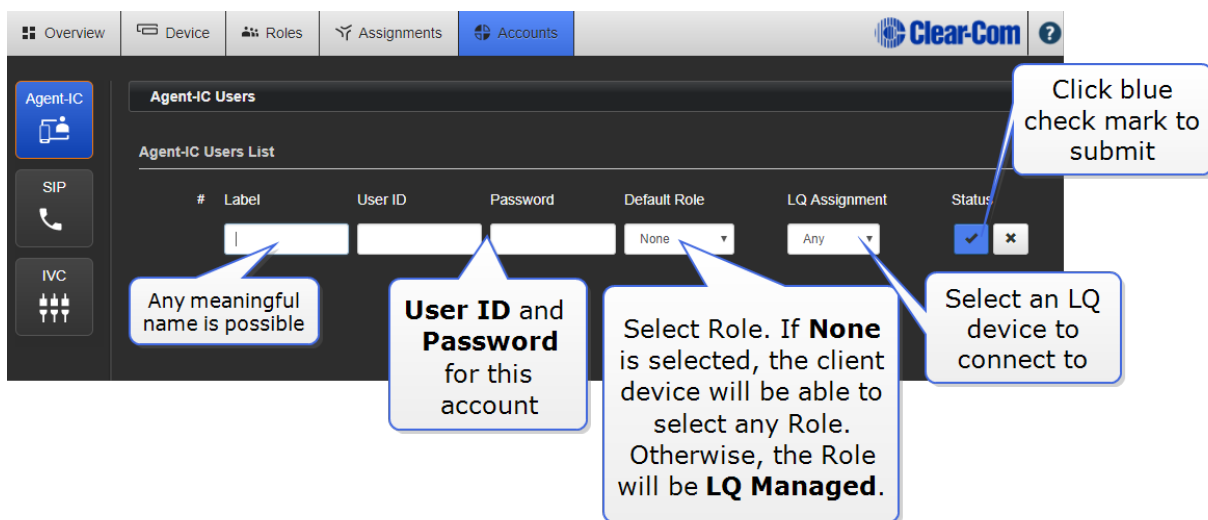 Overview Device Roles Assignments Accounts Clear-Com ?
Agent-IC
Agent-IC Users
Click blue
check mark to
submit
Agent-IC Users List
SIP
# Label User ID Password Default Role LQ Assignment Status
None Any
IVC
Any meaningful
name is possible
User ID and
Password
for this
account
Select Role. If None
is selected, the client
device will be able to
select any Role.
Otherwise, the Role
will be LQ Managed.
Select an LQ
device to
connect to